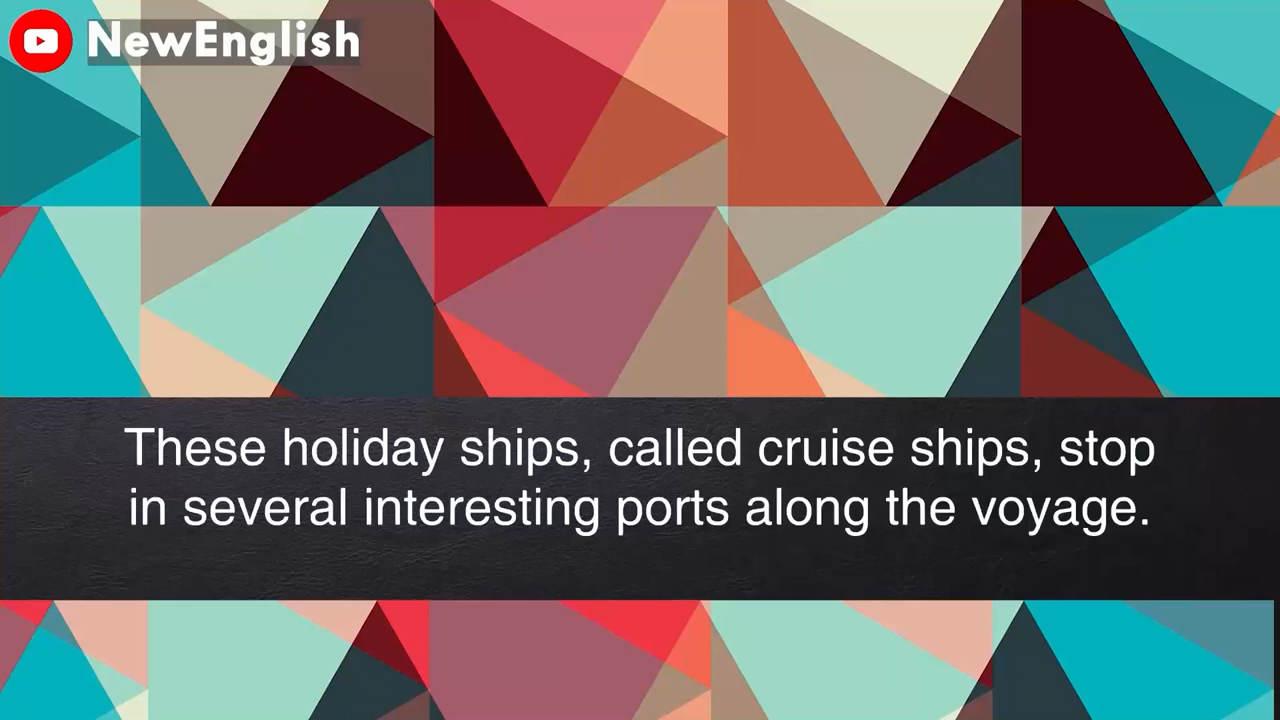 NewEnglish
These holiday ships, called cruise ships, stop
in several interesting ports along the voyage.